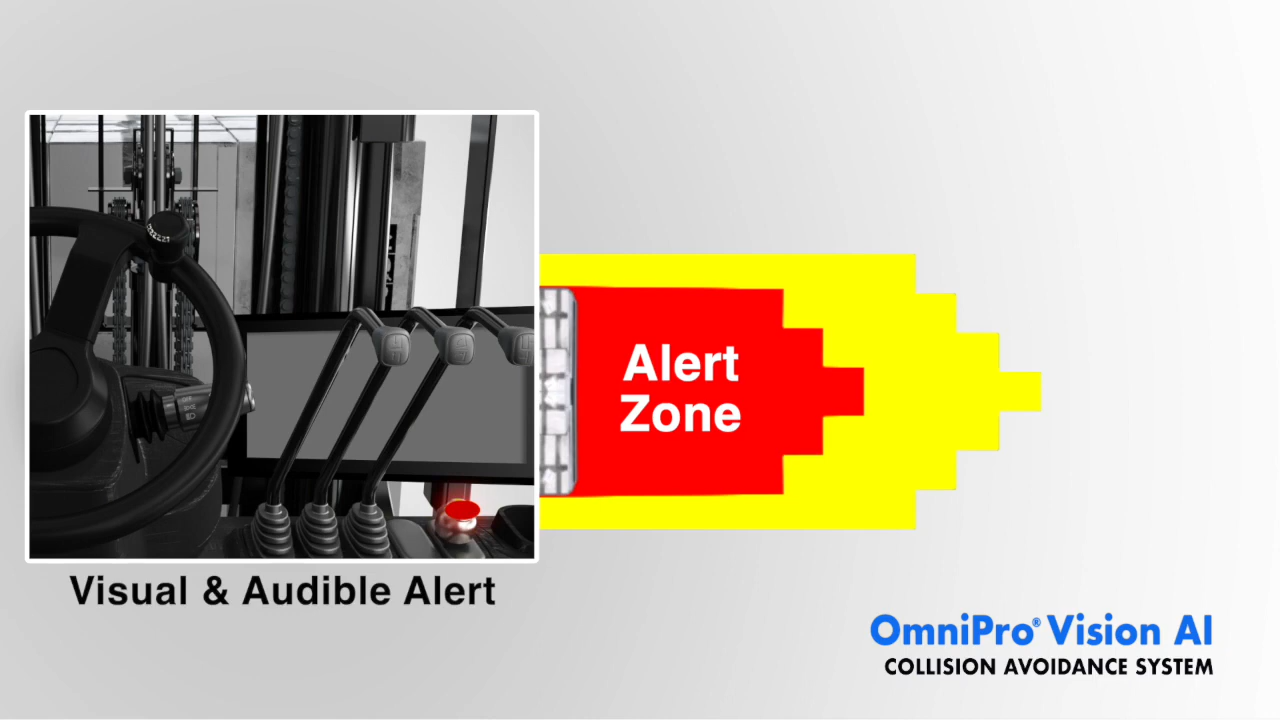 Alert
Zone
Visual & Audible Alert
OmniPro® Vision AI
COLLISION AVOIDANCE SYSTEM